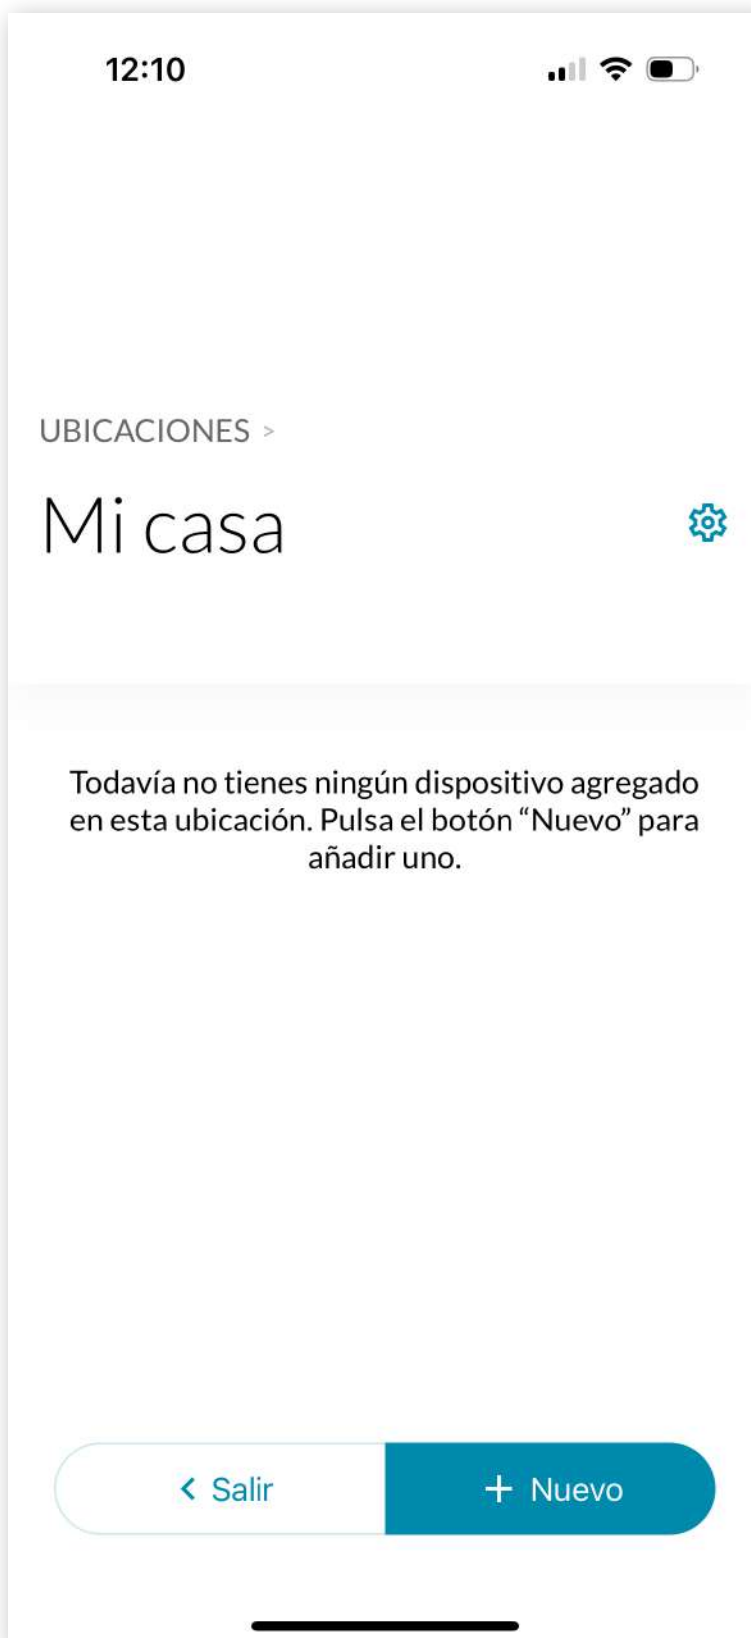 12:10
UBICACIONES >
Mi casa
Todavía no tienes ningún dispositivo agregado
en esta ubicación. Pulsa el botón “Nuevo” para
añadir uno.
< Salir
+ Nuevo